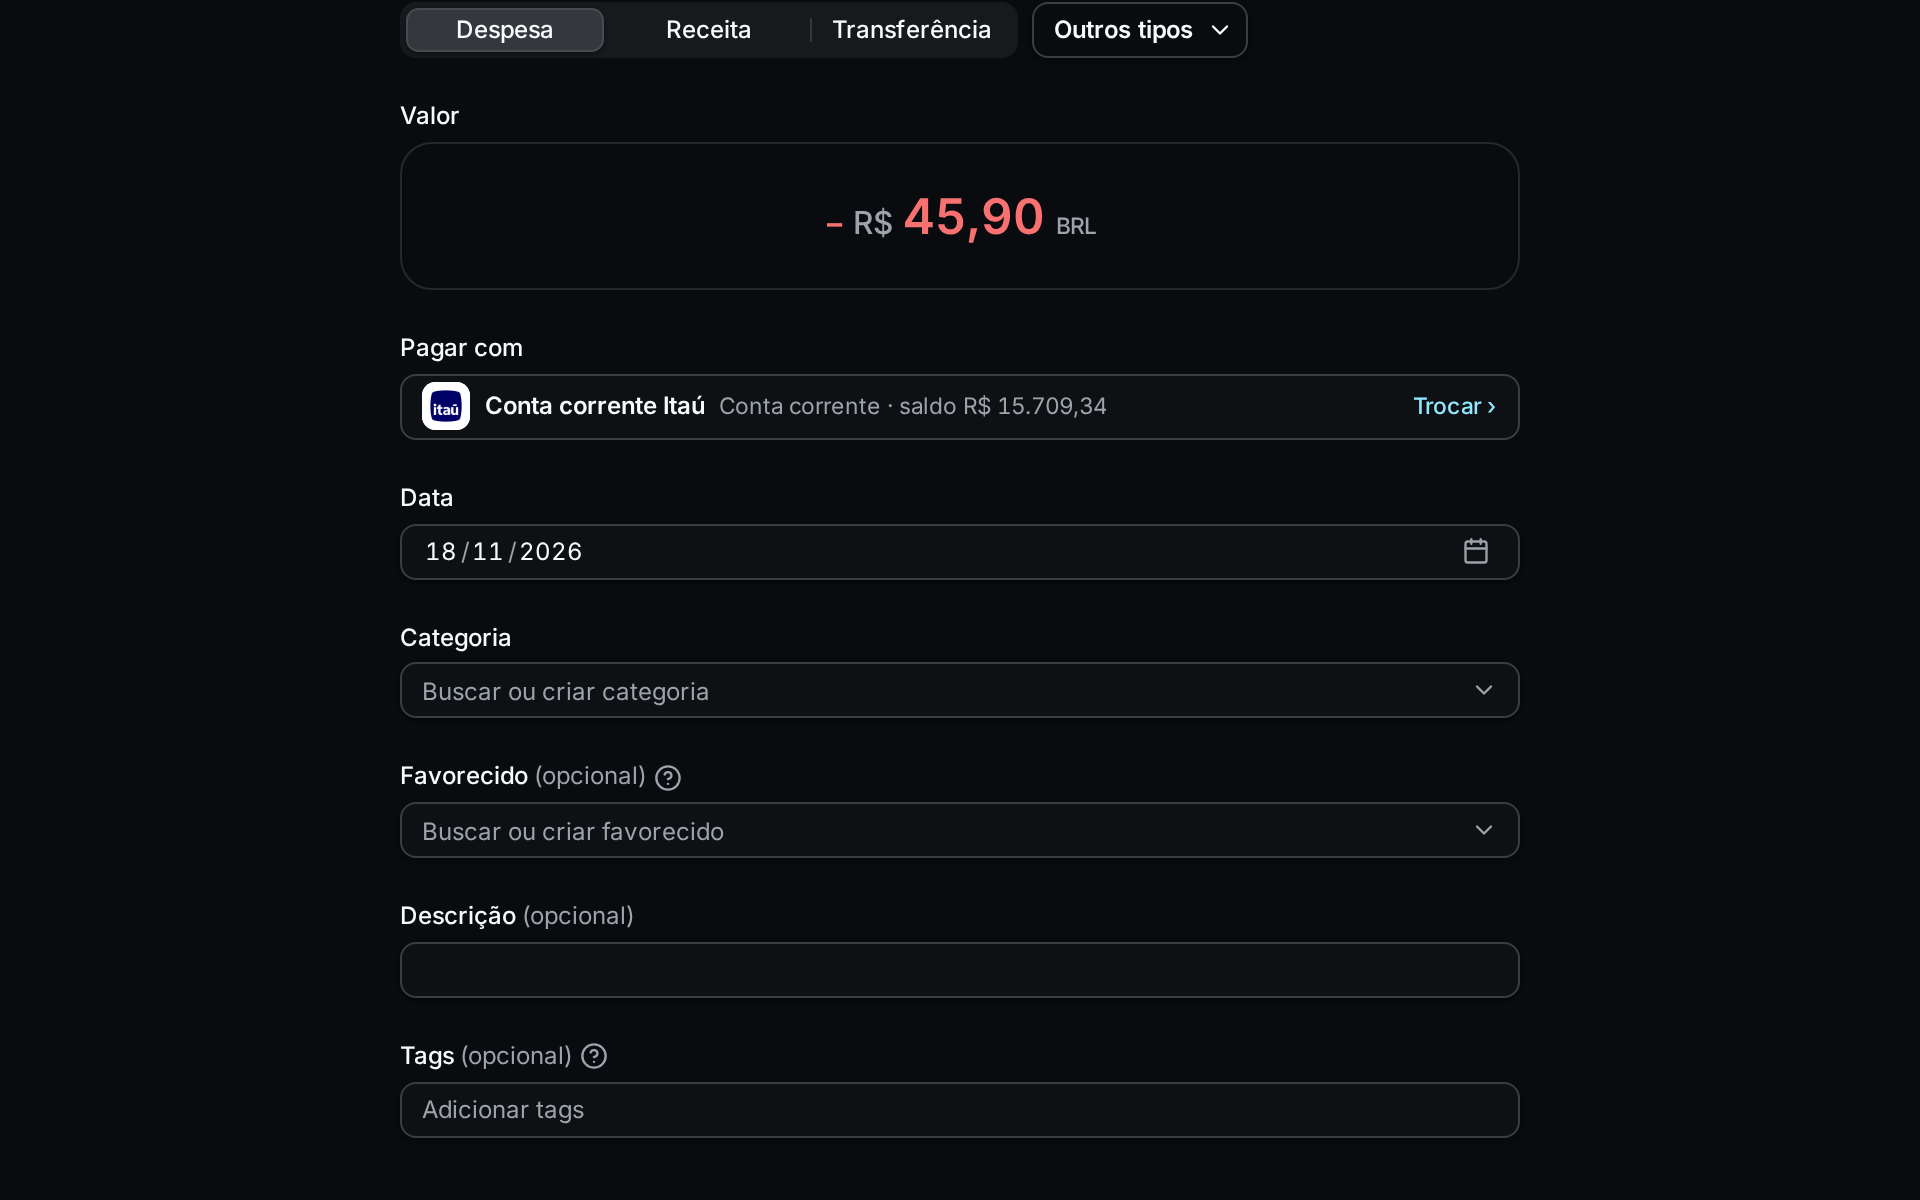 Despesa Receita Transferência Outros tipos
Valor
– R$ 45,90 BRL
Pagar com
itaú Conta corrente Itaú Conta corrente · saldo R$ 15.709,34 Trocar ›
Data
18/11/2026
Categoria
Buscar ou criar categoria
Favorecido (opcional) ?
Buscar ou criar favorecido
Descrição (opcional)
Tags (opcional) ?
Adicionar tags